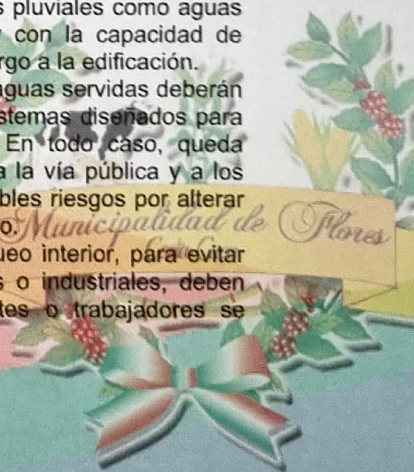 s pluviales como aguas
con la capacidad de
rgo a la edificación.
aguas servidas deberán
stemas diseñados para
En todo caso, queda
a la vía pública y a los
bles riesgos por alterar
o.
Municipalidad de Flores
ueo interior, para evitar
s o industriales, deben
tes o trabajadores se